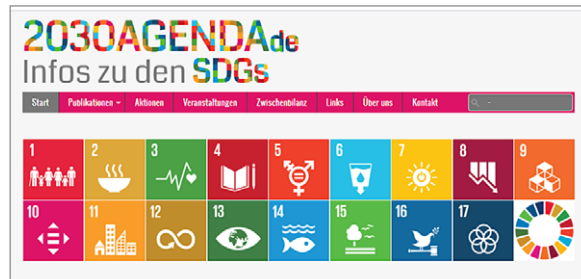 2030AGENDAde
Infos zu den SDGs
Start Publikationen Aktionen Veranstaltungen Zwischenbilanz Links Über uns Kontakt
1 2 3 4 5 6 7 8 9
10 11 12 13 14 15 16 17